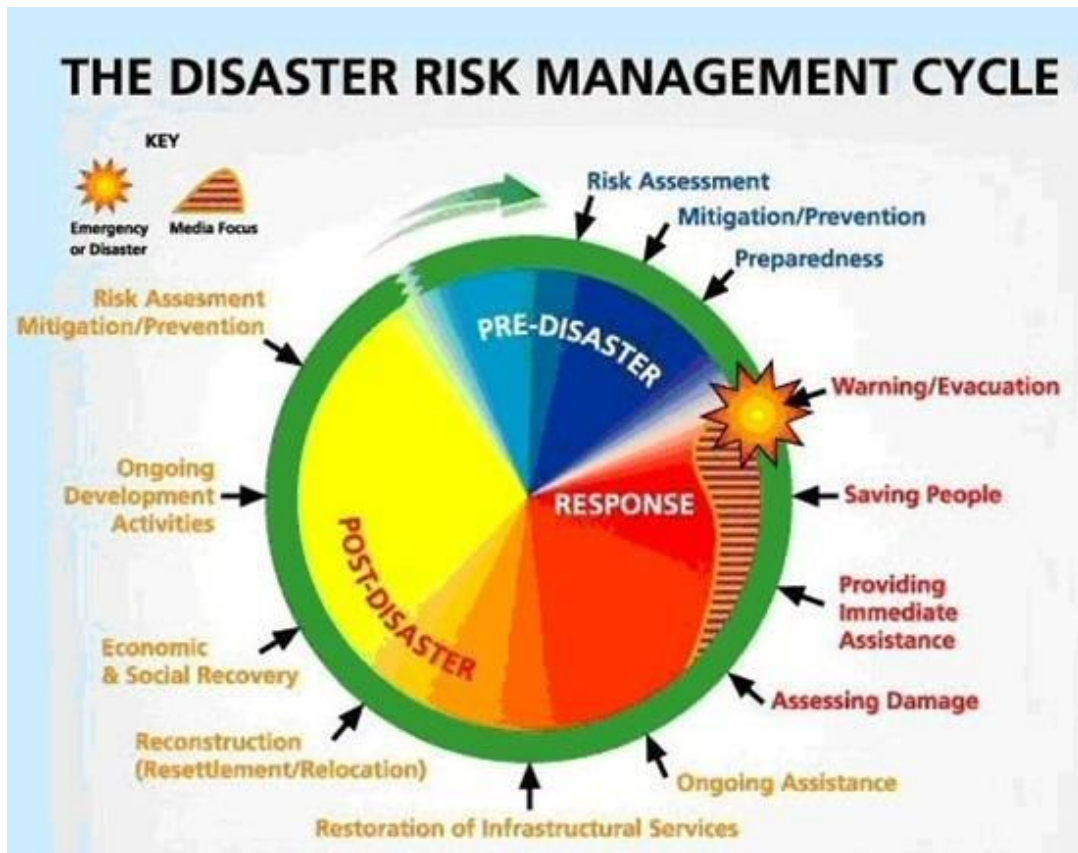 THE DISASTER RISK MANAGEMENT CYCLE
KEY
Emergency
or Disaster
Media Focus
Risk Assessment
Mitigation/Prevention
Preparedness
Warning/Evacuation
Saving People
Providing
Immediate
Assistance
Assessing Damage
Ongoing Assistance
Restoration of Infrastructural Services
Reconstruction
(Resettlement/Relocation)
Economic
& Social Recovery
Ongoing
Development
Activities
Risk Assesment
Mitigation/Prevention
PRE-DISASTER
RESPONSE
POST-DISASTER